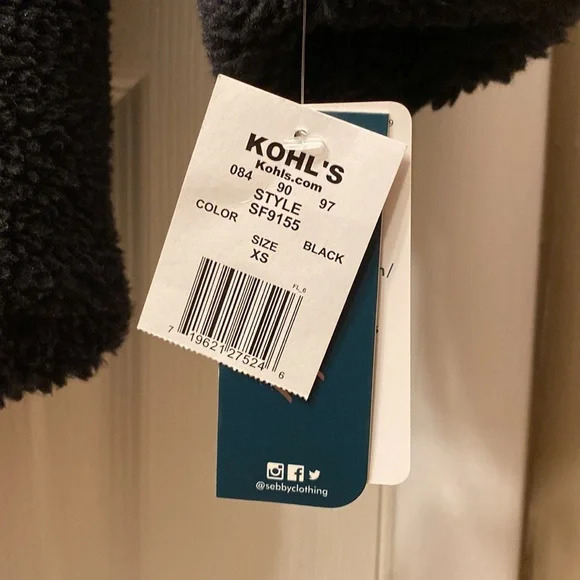 KOHL'S
Kohls.com
084 90 97
STYLE
SF9155
COLOR
SIZE BLACK
XS
FL_6
7 19621 27524 6
@sebbyclothing